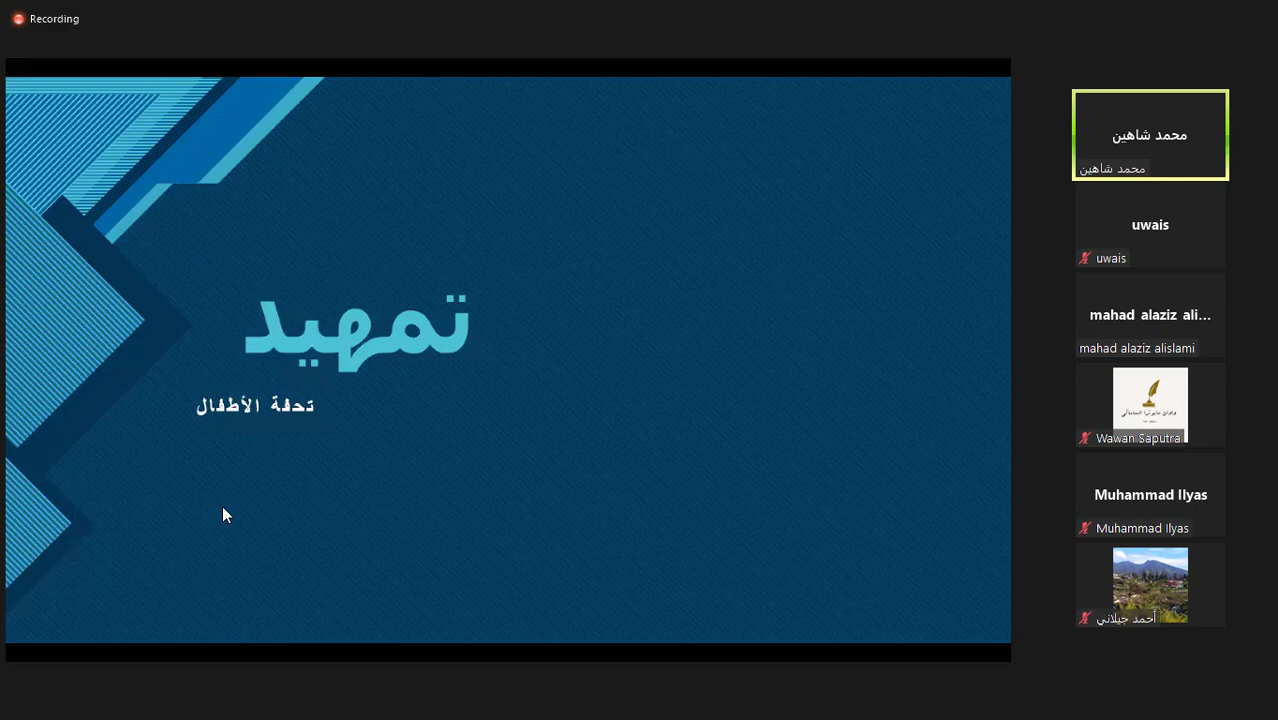 Recording
تمهيد
تحفة الأطفال
محمد شاهين
محمد شاهين
uwais
uwais
mahad alaziz ali...
mahad alaziz alislami
Wawan Saputra
Muhammad Ilyas
Muhammad Ilyas
أحمد جيلاني